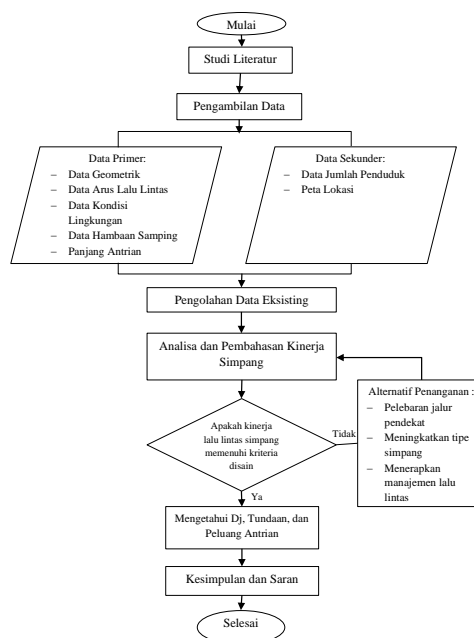 Mulai
Studi Literatur
Pengambilan Data
Data Primer:
– Data Geometrik
– Data Arus Lalu Lintas
– Data Kondisi
Lingkungan
– Data Hambaan Samping
– Panjang Antrian
Data Sekunder:
– Data Jumlah Penduduk
– Peta Lokasi
Pengolahan Data Eksisting
Analisa dan Pembahasan Kinerja
Simpang
Apakah kinerja
lalu lintas simpang
memenuhi kriteria
disain
Tidak
Alternatif Penanganan :
– Pelebaran jalur
pendekat
– Meningkatkan tipe
simpang
– Menerapkan
manajemen lalu
lintas
Ya
Mengetahui Dj, Tundaan, dan
Peluang Antrian
Kesimpulan dan Saran
Selesai